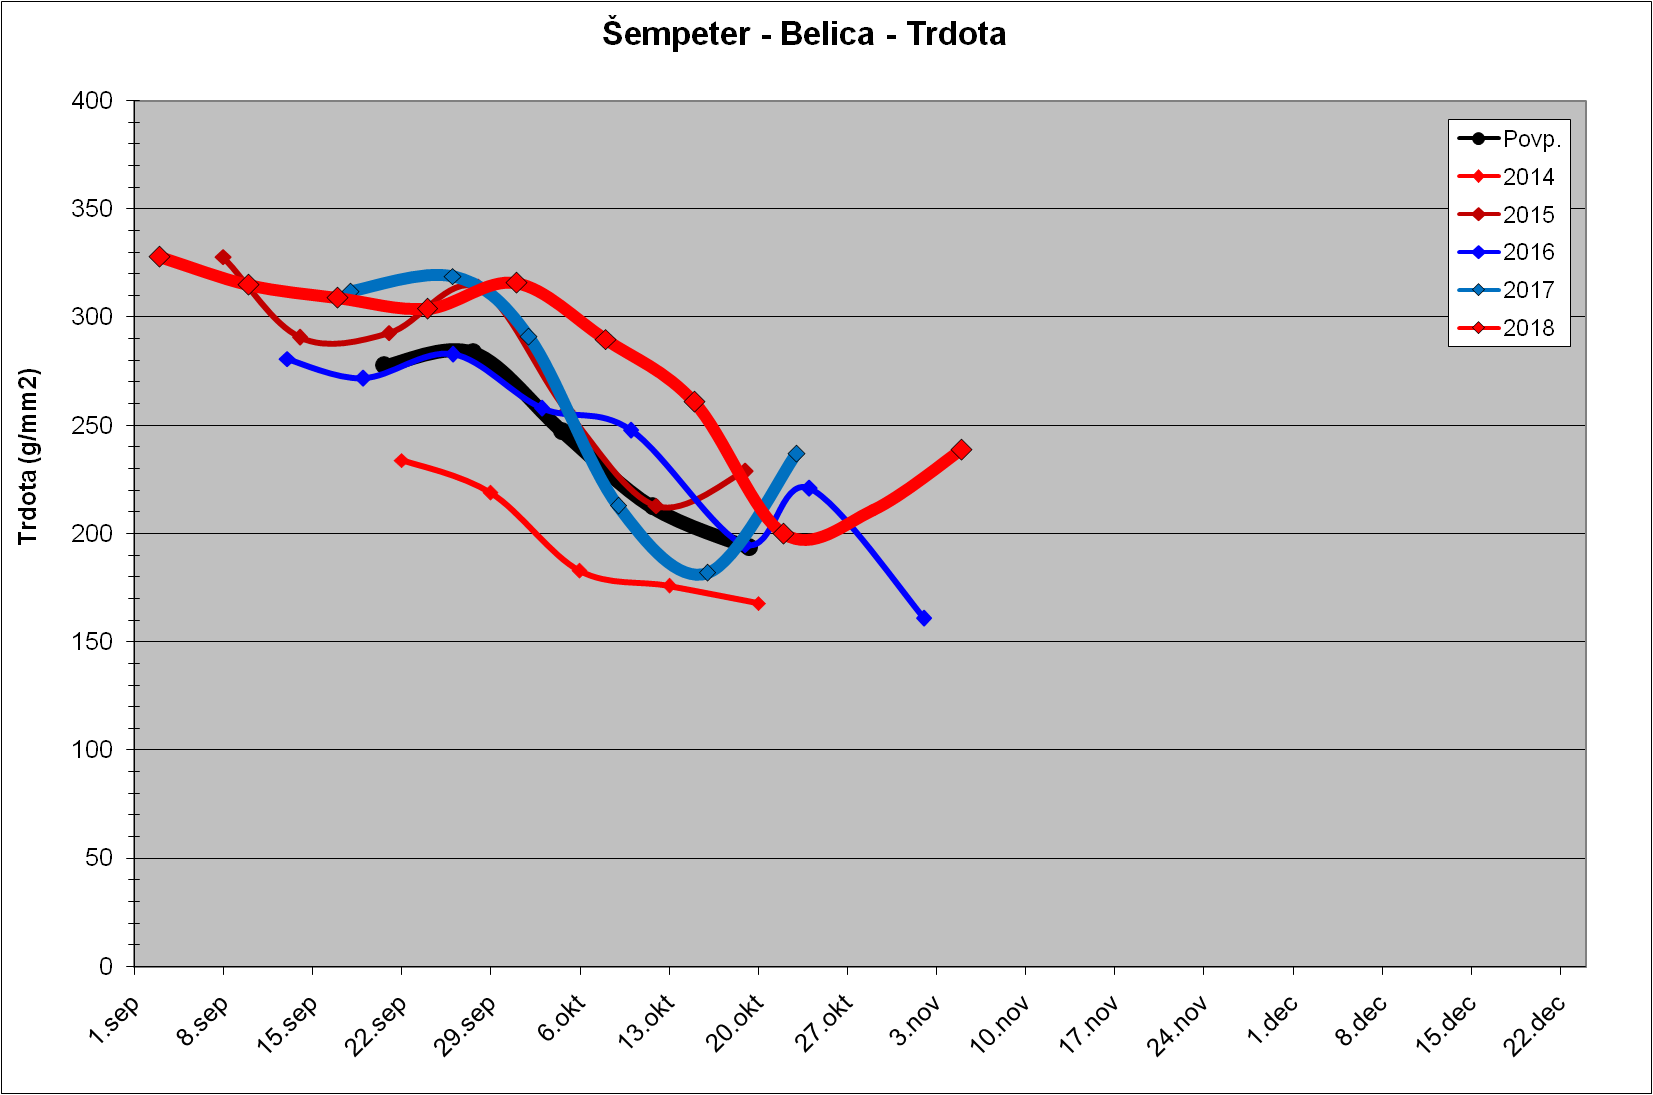 Šempeter - Belica - Trdota
Trdota (g/mm2)
400
350
300
250
200
150
100
50
0
1.sep
8.sep
15.sep
22.sep
29.sep
6.okt
13.okt
20.okt
27.okt
3.nov
10.nov
17.nov
24.nov
1.dec
8.dec
15.dec
22.dec
Povp.
2014
2015
2016
2017
2018